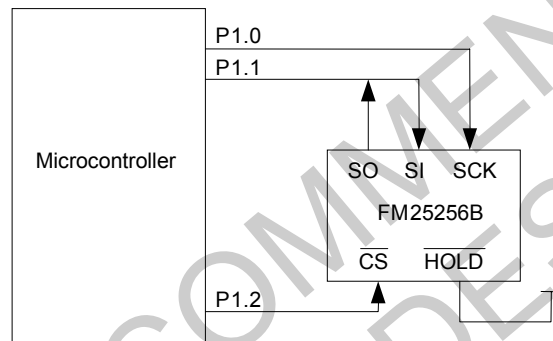 P1.0
P1.1
Microcontroller
SO SI SCK
FM25256B
CS HOLD
P1.2